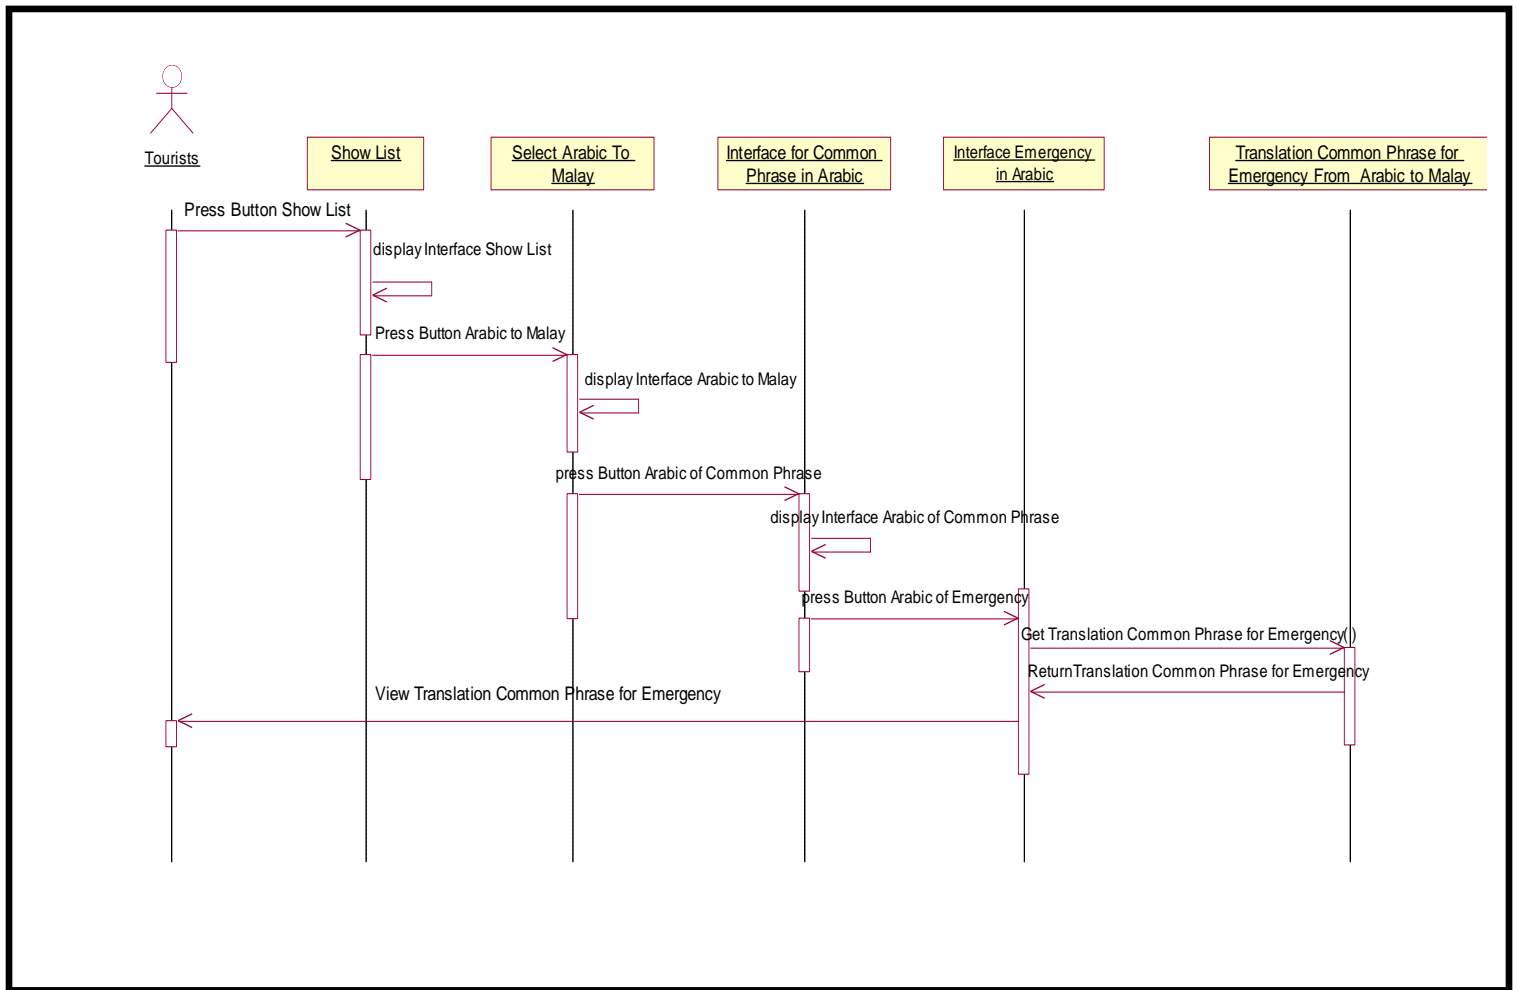 Tourists
Show List
Select Arabic To
Malay
Interface for Common
Phrase in Arabic
Interface Emergency
in Arabic
Translation Common Phrase for
Emergency From Arabic to Malay
Press Button Show List
display Interface Show List
Press Button Arabic to Malay
display Interface Arabic to Malay
press Button Arabic of Common Phrase
display Interface Arabic of Common Phrase
press Button Arabic of Emergency
Get Translation Common Phrase for Emergency( )
ReturnTranslation Common Phrase for Emergency
View Translation Common Phrase for Emergency